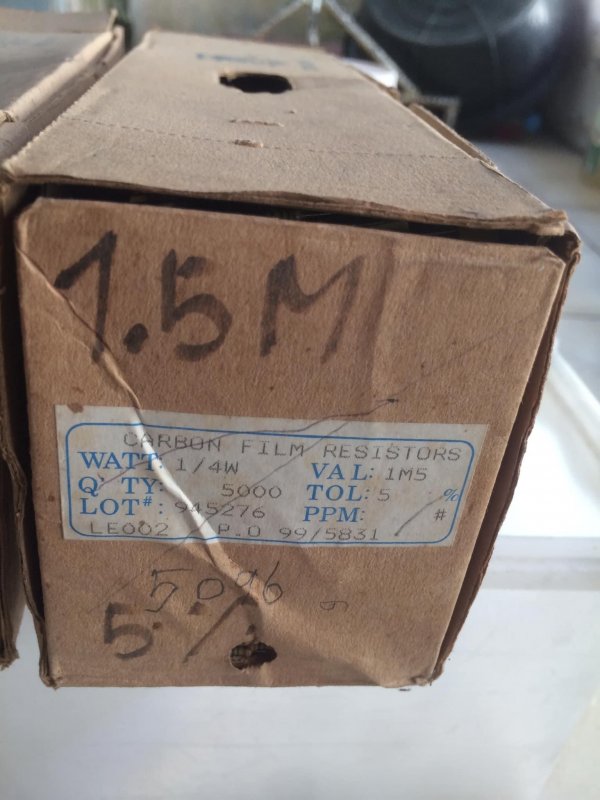 1.5M
CARBON FILM RESISTORS
WATT: 1/4W VAL: 1M5
Q'TY: 5000 TOL: 5 %
LOT#: 945276 PPM: #
LE002 P.O 99/5831
5%